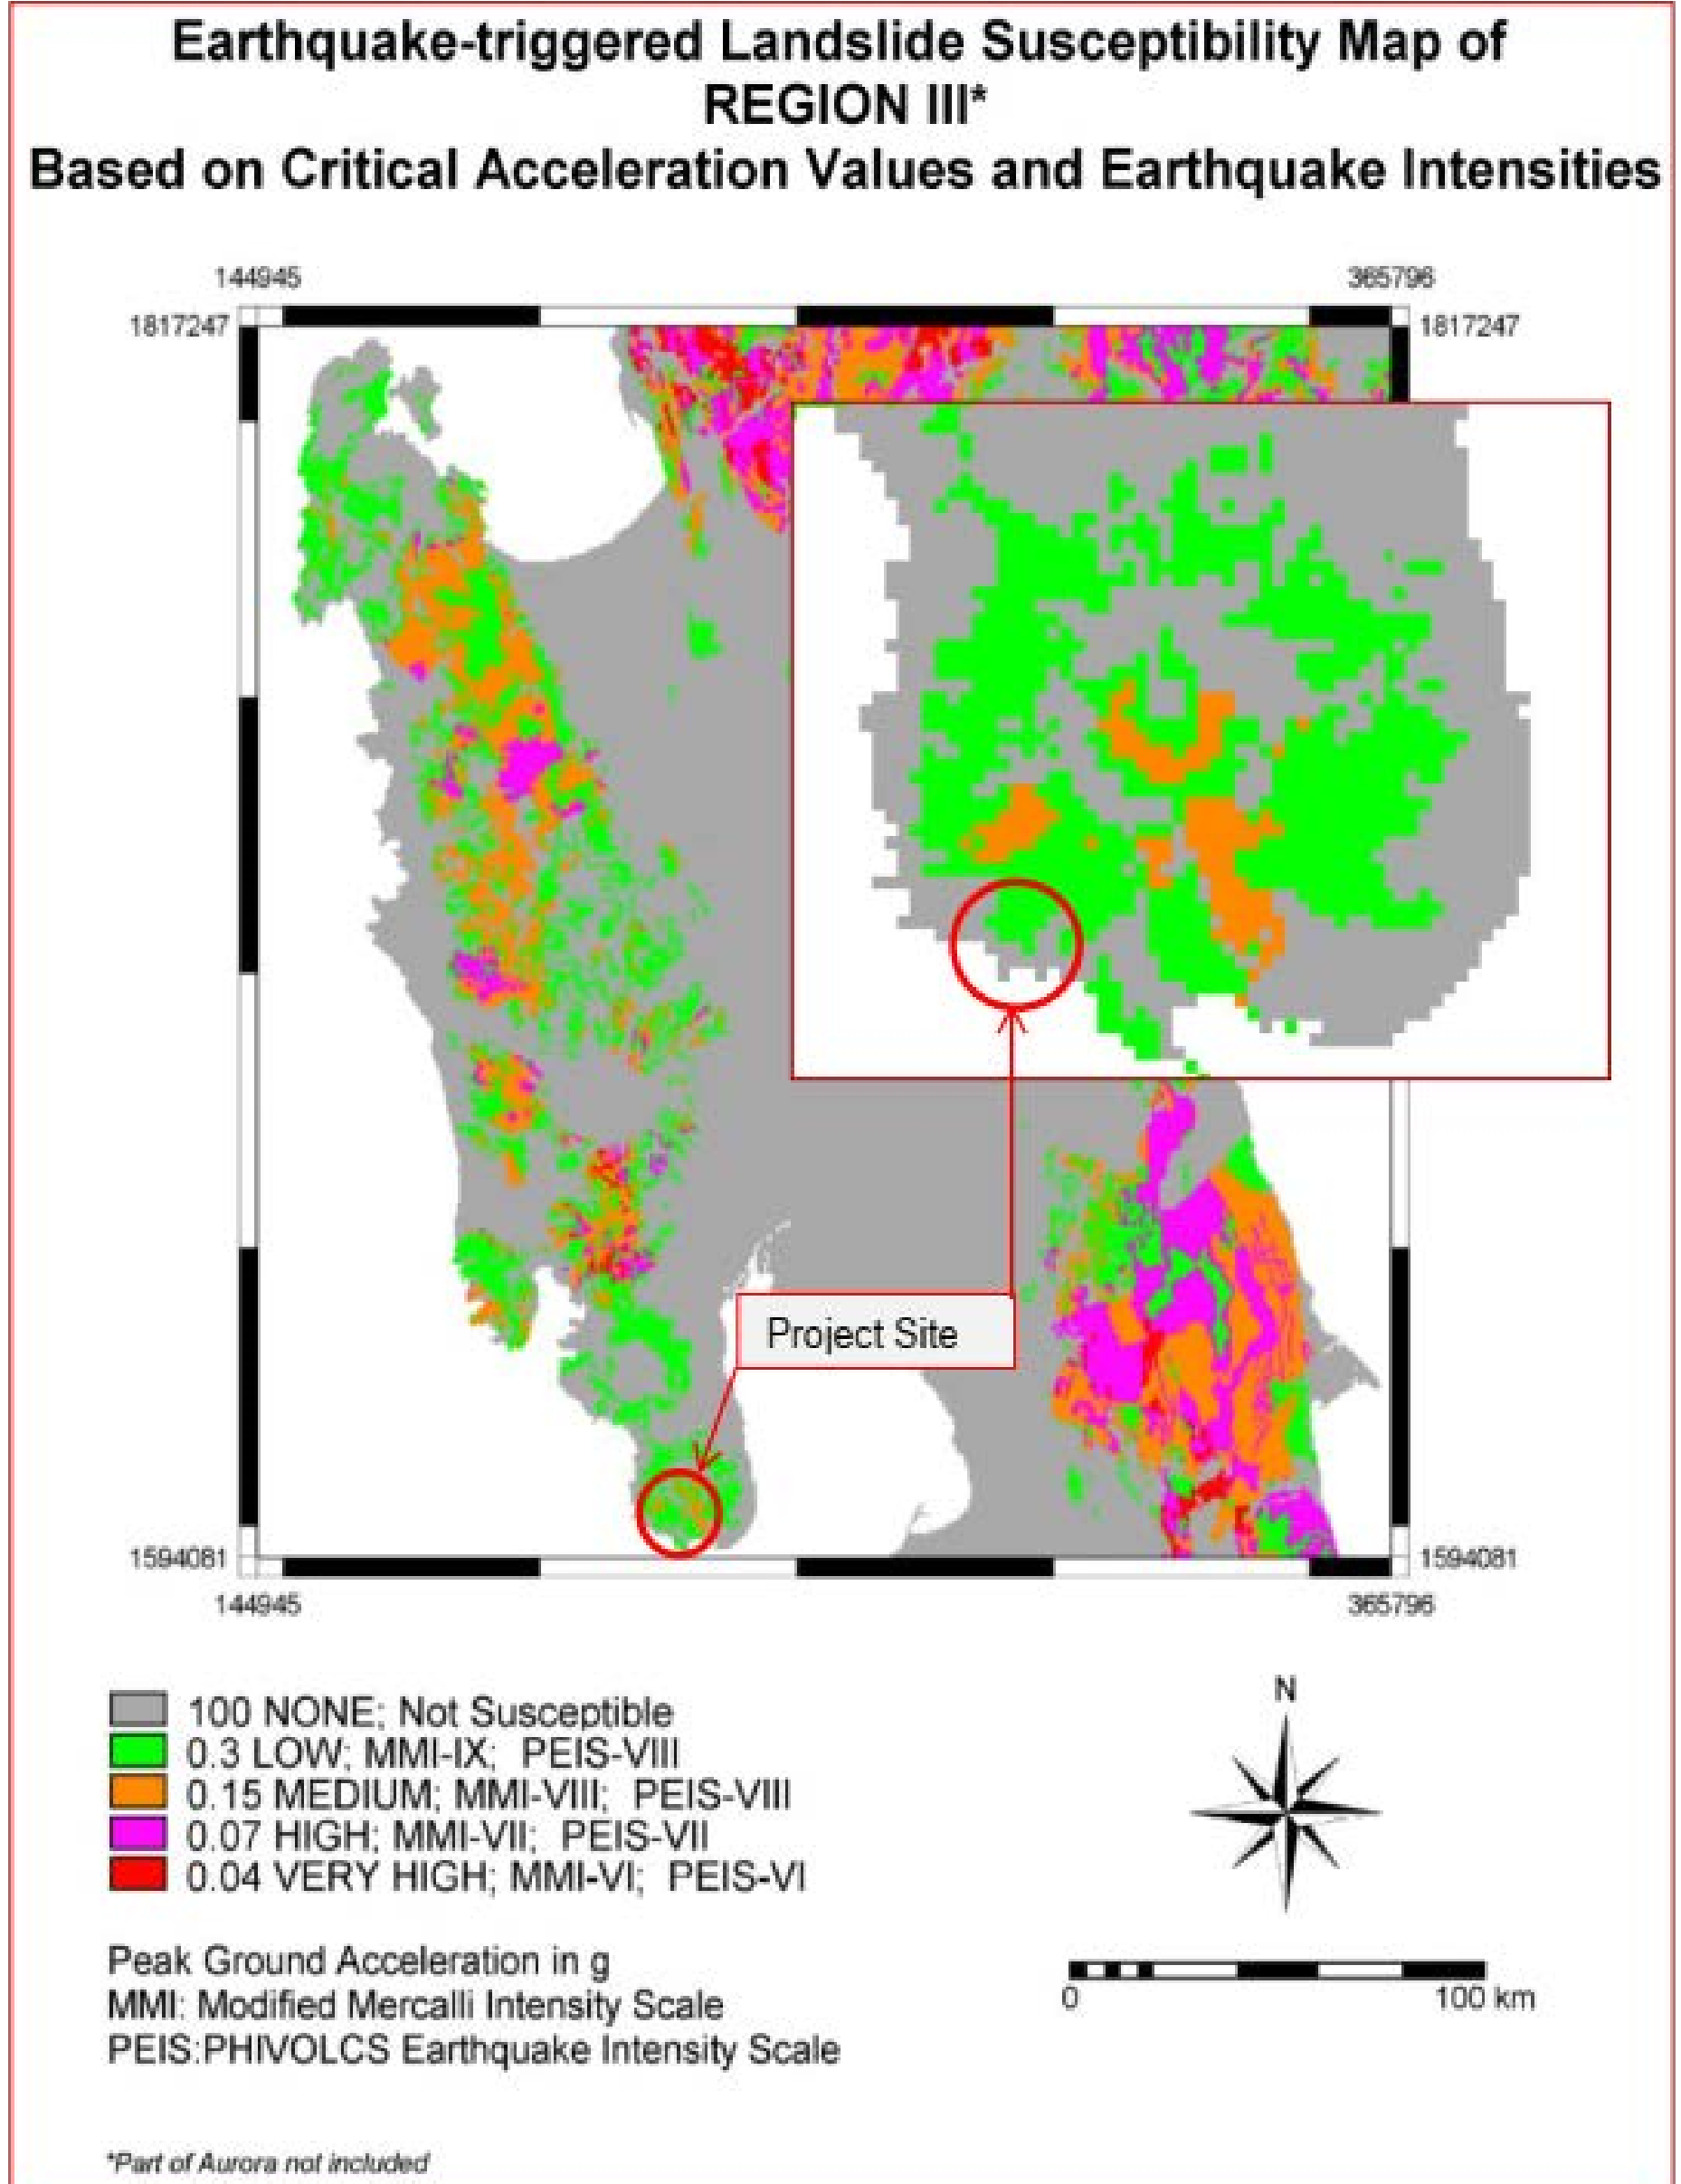 Earthquake-triggered Landslide Susceptibility Map of
REGION III*
Based on Critical Acceleration Values and Earthquake Intensities
144945
365796
1817247
1817247
Project Site
1594081
1594081
144945
365796
100 NONE; Not Susceptible
0.3 LOW; MMI-IX; PEIS-VIII
0.15 MEDIUM; MMI-VIII; PEIS-VIII
0.07 HIGH; MMI-VII; PEIS-VII
0.04 VERY HIGH; MMI-VI; PEIS-VI
N
Peak Ground Acceleration in g
MMI: Modified Mercalli Intensity Scale
PEIS:PHIVOLCS Earthquake Intensity Scale
0
100 km
*Part of Aurora not included